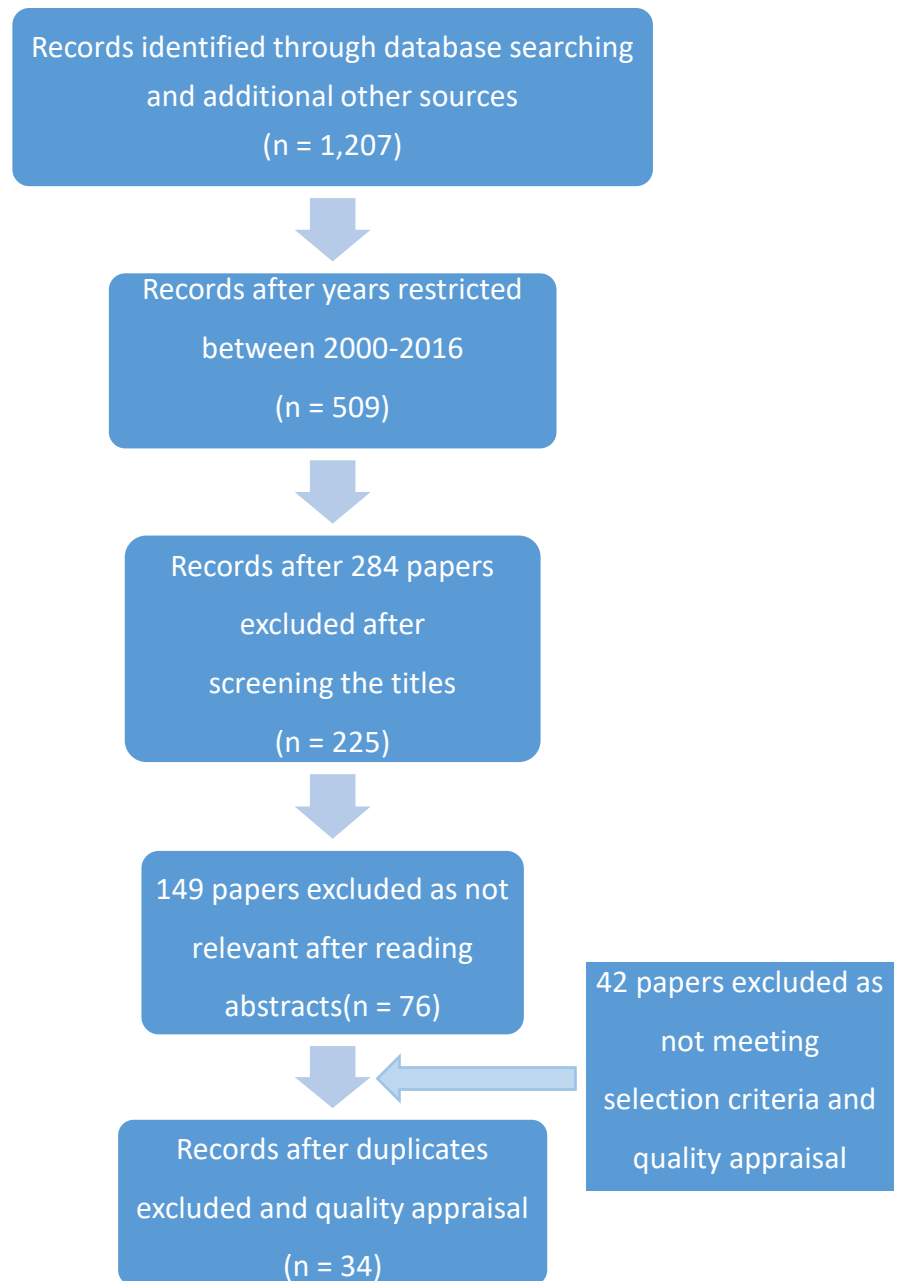 Records identified through database searching
and additional other sources
(n = 1,207)
Records after years restricted
between 2000-2016
(n = 509)
Records after 284 papers
excluded after
screening the titles
(n = 225)
149 papers excluded as not
relevant after reading
abstracts(n = 76)
42 papers excluded as
not meeting
selection criteria and
quality appraisal
Records after duplicates
excluded and quality appraisal
(n = 34)